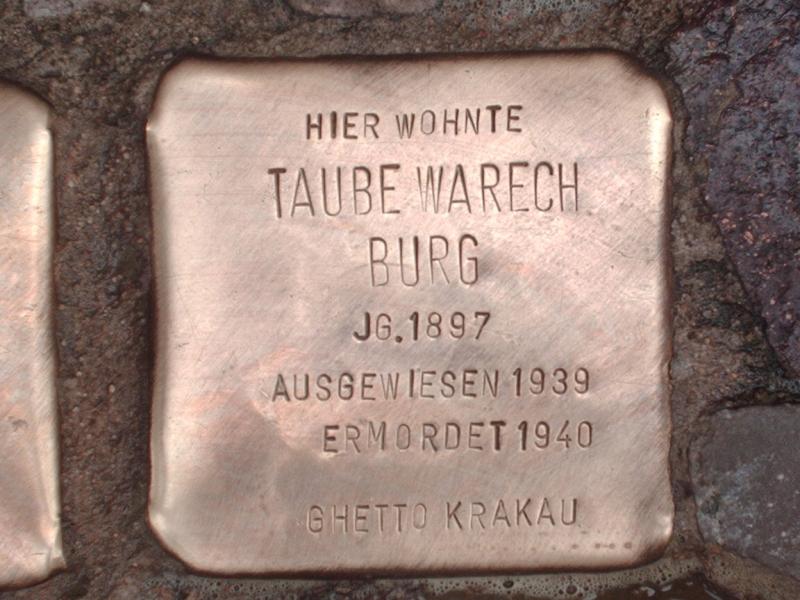 HIER WOHNTE
TAUBE WARECH
BURG
JG.1897
AUSGEWIESEN 1939
ERMORDET 1940
GHETTO KRAKAU